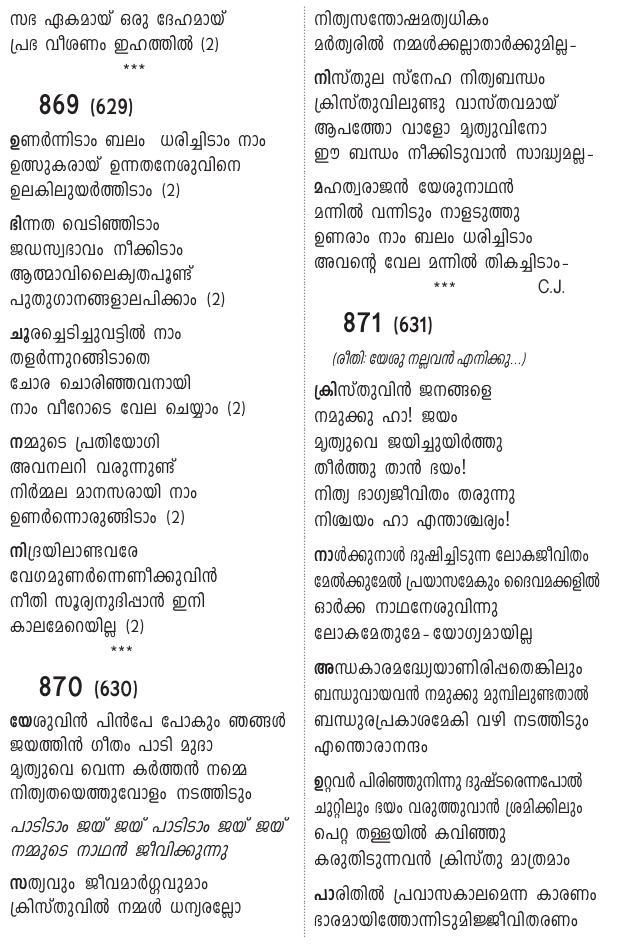 സഭ ഏകമായ് ഒരു ദേഹമായ്
പ്രഭ വീശണം ഇഹത്തിൽ (2)
***
869 (629)
ഉണർന്നിടാം ബലം ധരിച്ചിടാം നാം
ഉത്സുകരായ് ഉന്നതനേശുവിനെ
ഉലകിലുയർത്തിടാം (2)
ഭിന്നത വെടിഞ്ഞിടാം
ജഡസ്വഭാവം നീക്കിടാം
ആത്മാവിലൈക്യതപൂണ്ട്
പുതുഗാനങ്ങളാലപിക്കാം (2)
ചൂരച്ചെടിച്ചുവട്ടിൽ നാം
തളർന്നുറങ്ങിടാതെ
ചോര ചൊരിഞ്ഞവനായി
നാം വീറോടെ വേല ചെയ്യാം (2)
നമ്മുടെ പ്രതിയോഗി
അവനലറി വരുന്നുണ്ട്
നിർമ്മല മാനസരായി നാം
ഉണർന്നൊരുങ്ങിടാം (2)
നിദ്രയിലാണ്ടവരേ
വേഗമുണർന്നെണീക്കുവിൻ
നീതി സൂര്യനുദിപ്പാൻ ഇനി
കാലമേറെയില്ല (2)
***
870 (630)
യേശുവിൻ പിൻപേ പോകും ഞങ്ങൾ
ജയത്തിൻ ഗീതം പാടി മുദാ
മൃത്യുവെ വെന്ന കർത്തൻ നമ്മെ
നിത്യതയെത്തുവോളം നടത്തിടും
പാടിടാം ജയ് ജയ് പാടിടാം ജയ് ജയ്
നമ്മുടെ നാഥൻ ജീവിക്കുന്നു
സത്യവും ജീവമാർഗ്ഗവുമാം
ക്രിസ്തുവിൽ നമ്മൾ ധന്യരല്ലോ
നിത്യസന്തോഷമത്യധികം
മർത്യരിൽ നമ്മൾക്കല്ലാതാർക്കുമില്ല-
നിസ്തുല സ്നേഹ നിത്യബന്ധം
ക്രിസ്തുവിലുണ്ടു വാസ്തവമായ്
ആപത്തോ വാളോ മൃത്യുവിനോ
ഈ ബന്ധം നീക്കിടുവാൻ സാദ്ധ്യമല്ല-
മഹത്വരാജൻ യേശുനാഥൻ
മന്നിൽ വന്നിടും നാളടുത്തു
ഉണരാം നാം ബലം ധരിച്ചിടാം
അവന്റെ വേല മന്നിൽ തികച്ചിടാം-
*** C.J.
871 (631)
(രീതി: യേശു നല്ലവൻ എനിക്കു...)
ക്രിസ്തുവിൻ ജനങ്ങളെ
നമുക്കു ഹാ! ജയം
മൃത്യുവെ ജയിച്ചുയിർത്തു
തീർത്തു താൻ ഭയം!
നിത്യ ഭാഗ്യജീവിതം തരുന്നു
നിശ്ചയം ഹാ എന്താശ്ചര്യം!
നാൾക്കുനാൾ ദുഷിച്ചിടുന്ന ലോകജീവിതം
മേൽക്കുമേൽ പ്രയാസമേകും ദൈവമക്കളിൽ
ഓർക്ക നാഥനേശുവിന്നു
ലോകമേതുമേ-യോഗ്യമായില്ല
അന്ധകാരമദ്ധ്യേയാണിരിപ്പതെങ്കിലും
ബന്ധുവായവൻ നമുക്കു മുമ്പിലുണ്ടതാൽ
ബന്ധുരപ്രകാശമേകി വഴി നടത്തിടും
എന്തൊരാനന്ദം
ഉറ്റവർ പിരിഞ്ഞുനിന്നു ദുഷ്ടരെന്നപോൽ
ചുറ്റിലും ഭയം വരുത്തുവാൻ ശ്രമിക്കിലും
പെറ്റ തള്ളയിൽ കവിഞ്ഞു
കരുതിടുന്നവൻ ക്രിസ്തു മാത്രമാം
പാരിതിൽ പ്രവാസകാലമെന്ന കാരണം
ഭാരമായിത്തോന്നിടുമിജ്ജീവിതരണം